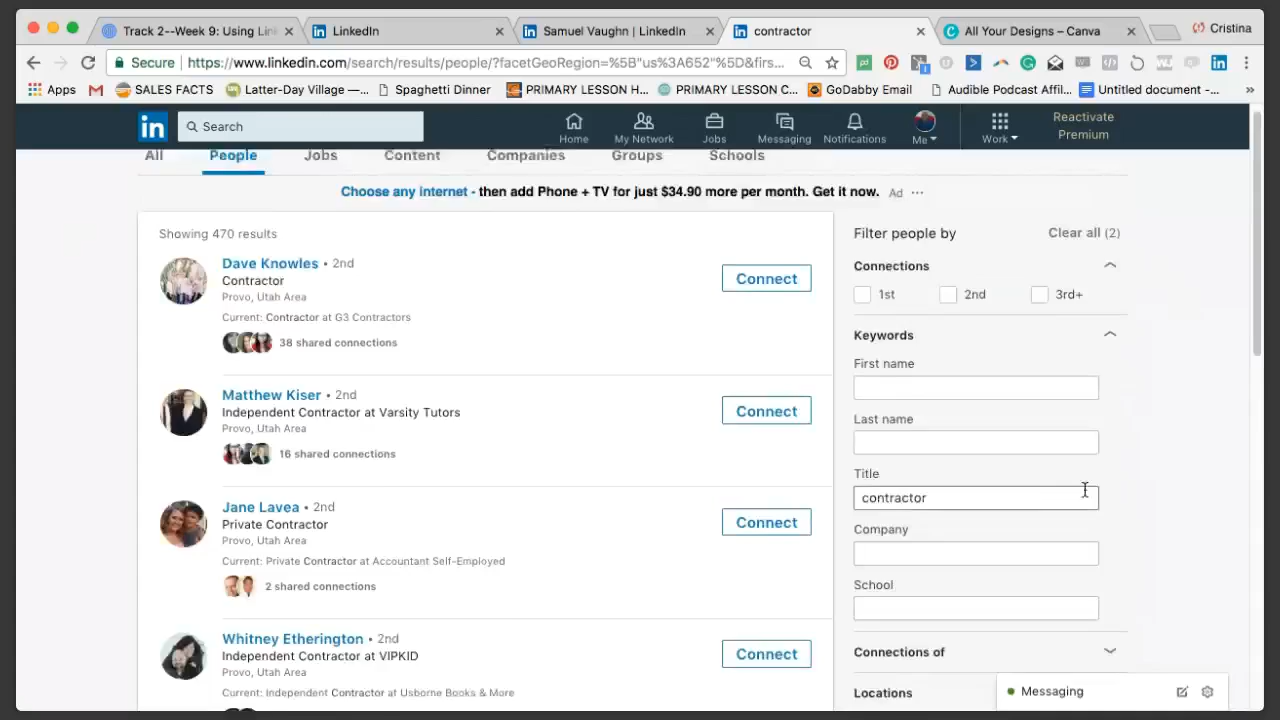 Track 2--Week 9: Using Lin
LinkedIn
Samuel Vaughn | LinkedIn
contractor
All Your Designs – Canva
Cristina
Secure
https://www.linkedin.com/search/results/people/?facetGeoRegion=%5B"us%3A652"%5D&firs...
Apps
SALES FACTS
Latter-Day Village —...
Spaghetti Dinner
PRIMARY LESSON H...
PRIMARY LESSON C...
GoDabby Email
Audible Podcast Affil...
Untitled document -...
»
in
Search
Home
My Network
Jobs
Messaging
Notifications
Me
Work
Reactivate
Premium
All
People
Jobs
Content
Companies
Groups
Schools
Choose any internet - then add Phone + TV for just $34.90 more per month. Get it now. Ad ...
Showing 470 results
Dave Knowles • 2nd
Contractor
Provo, Utah Area
Current: Contractor at G3 Contractors
38 shared connections
Connect
Matthew Kiser • 2nd
Independent Contractor at Varsity Tutors
Provo, Utah Area
16 shared connections
Connect
Jane Lavea • 2nd
Private Contractor
Provo, Utah Area
Current: Private Contractor at Accountant Self-Employed
2 shared connections
Connect
Whitney Etherington • 2nd
Independent Contractor at VIPKID
Provo, Utah Area
Current: Independent Contractor at Usborne Books & More
Connect
Filter people by
Clear all (2)
Connections
1st
2nd
3rd+
Keywords
First name
Last name
Title
contractor
Company
School
Connections of
Locations
Messaging